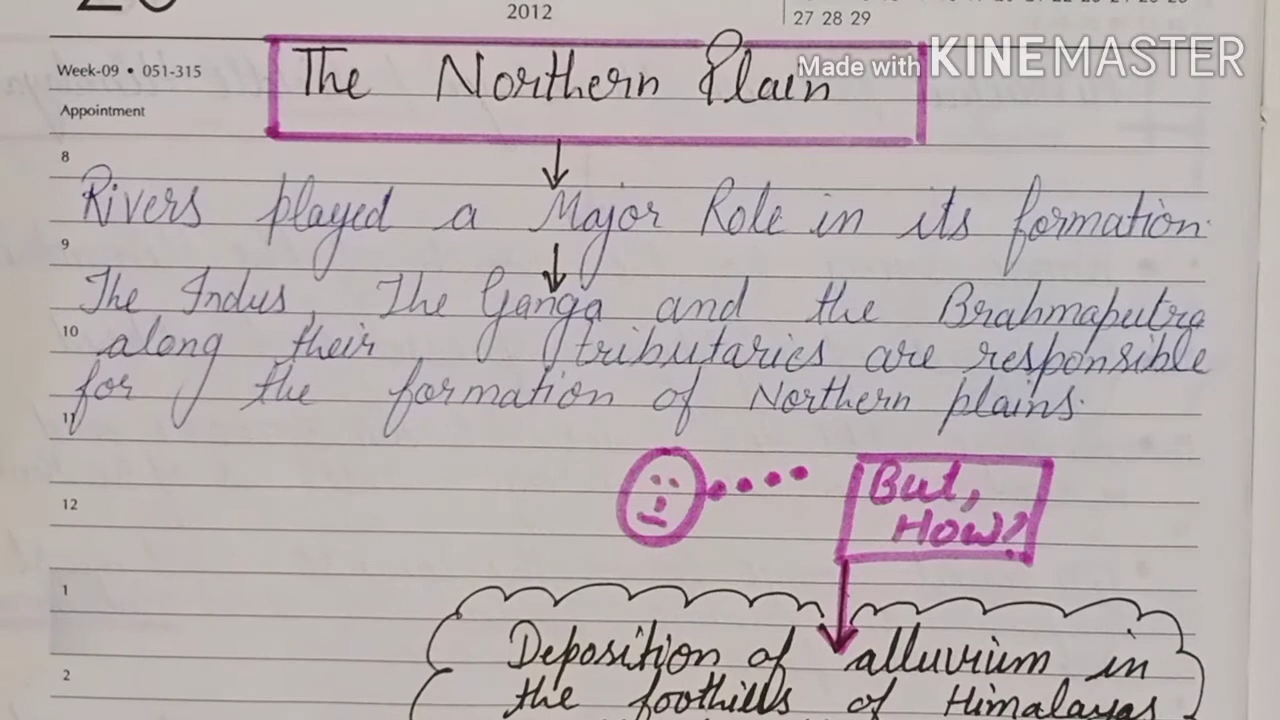 2012
27 28 29
Made with KINEMASTER
Week-09 • 051-315
The Northern Plain
Appointment
8
Rivers played a Major Role in its formation.
9
The Indus, The Ganga and the Brahmaputra
10
along their tributaries are responsible
for the formation of Northern plains.
11
But,
How?
12
1
Deposition of alluvium in
2
the foothills of Himalayas